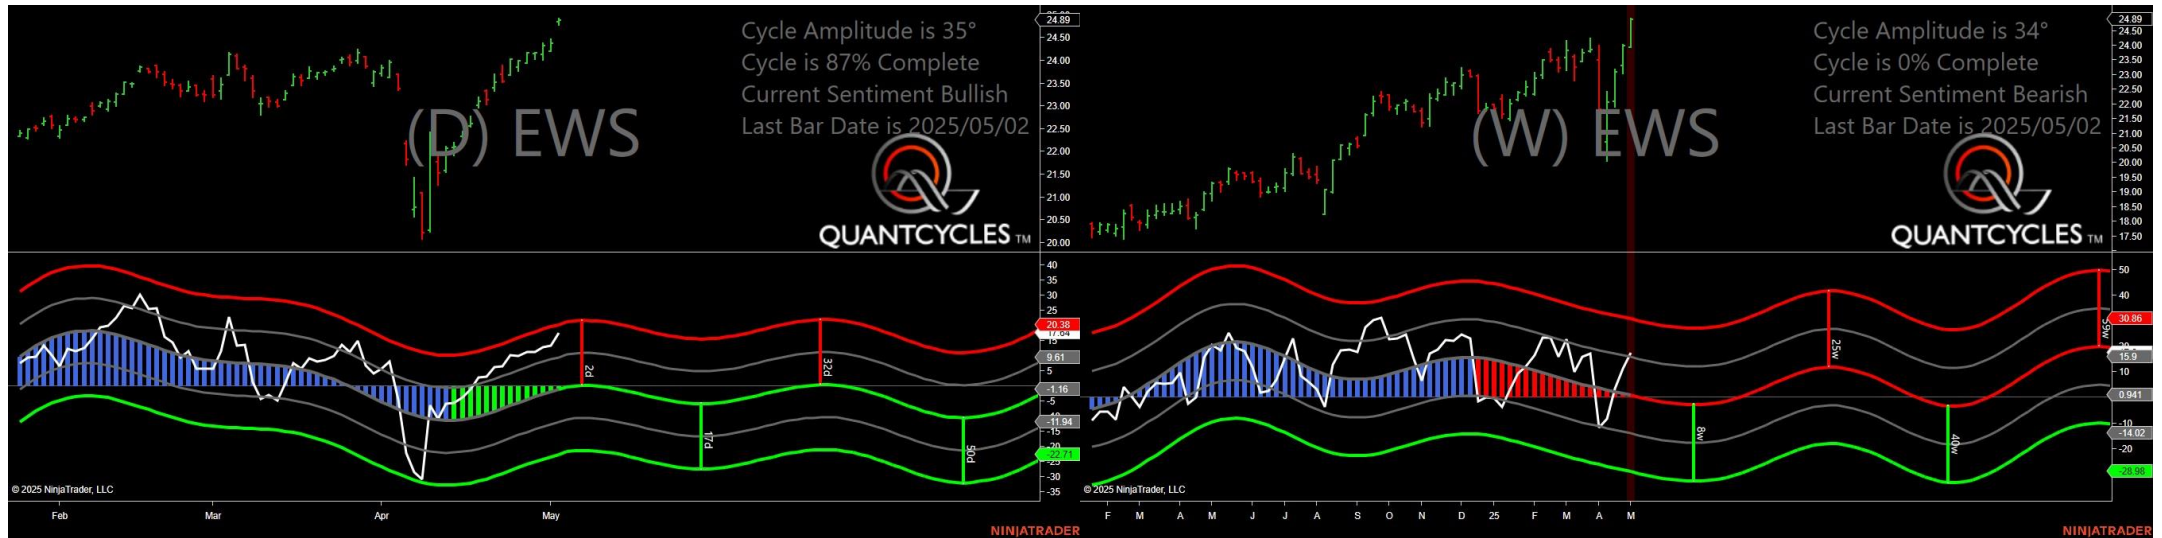 Cycle Amplitude is 35°
Cycle is 87% Complete
Current Sentiment Bullish
Last Bar Date is 2025/05/02
(D) EWS
QUANTCYCLES TM
24.89
24.50
24.00
23.50
23.00
22.50
22.00
21.50
21.00
20.50
20.00
40
35
30
25
20.38
15
9.61
5
-1.16
-5
-11.94
-15
-22.71
-25
-30
-35
2d
17d
32d
50d
© 2025 NinjaTrader, LLC
Feb
Mar
Apr
May
NINJATRADER
Cycle Amplitude is 34°
Cycle is 0% Complete
Current Sentiment Bearish
Last Bar Date is 2025/05/02
(W) EWS
QUANTCYCLES TM
24.89
24.50
24.00
23.50
23.00
22.50
22.00
21.50
21.00
20.50
20.00
19.50
19.00
18.50
18.00
17.50
50
40
30.86
15.9
10
0.941
-10
-14.02
-20
-28.98
8w
25w
40w
59w
© 2025 NinjaTrader, LLC
F
M
A
M
J
J
A
S
O
N
D
25
F
M
A
M
NINJATRADER